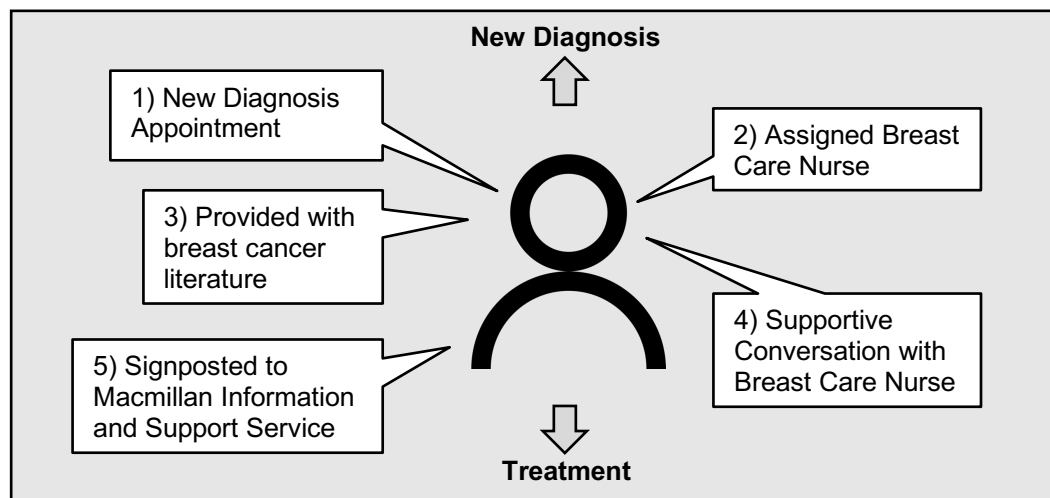 New Diagnosis
1) New Diagnosis
Appointment
2) Assigned Breast
Care Nurse
3) Provided with
breast cancer
literature
4) Supportive
Conversation with
Breast Care Nurse
5) Signposted to
Macmillan Information
and Support Service
Treatment